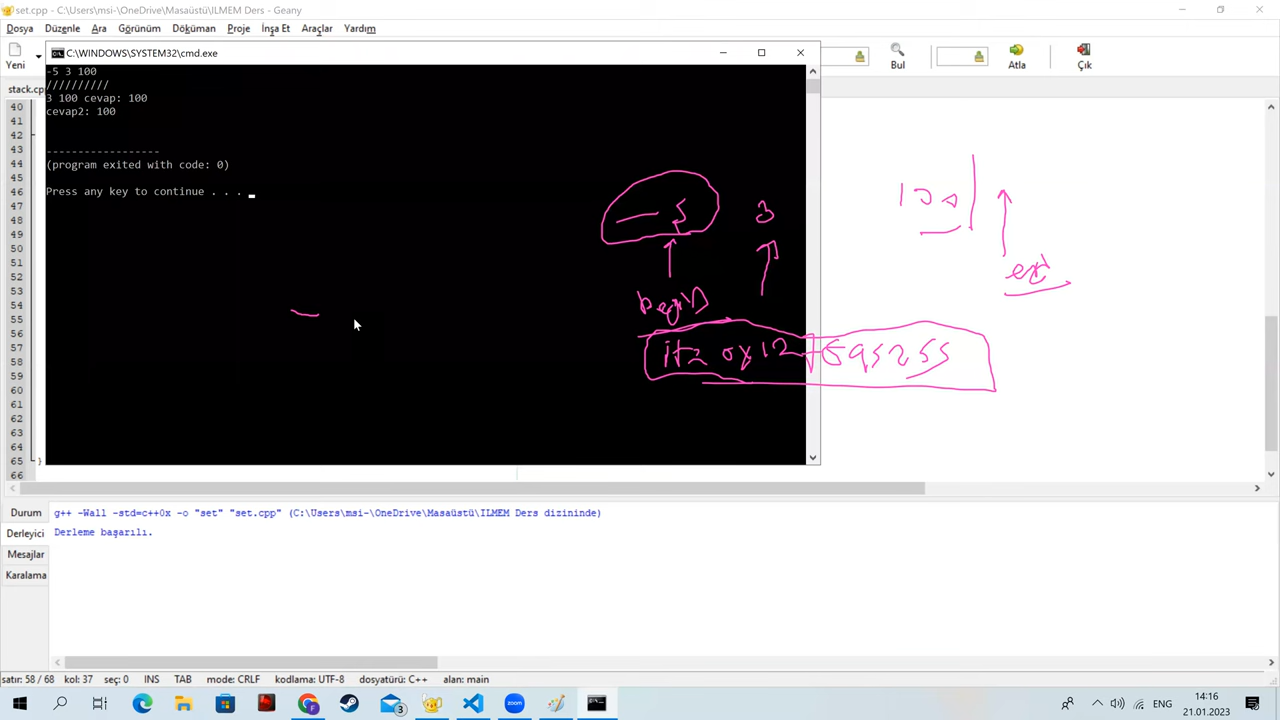 set.cpp - C:\Users\msi-\OneDrive\Masaüstü\ILMEM Ders - Geany
Dosya Düzenle Ara Görünüm Doküman Proje İnşa Et Araçlar Yardım
Yeni Bul Atla Çık
C:\WINDOWS\SYSTEM32\cmd.exe
stack.cp
-5 3 100
//////////
3 100 cevap: 100
cevap2: 100
------------------
(program exited with code: 0)
Press any key to continue . . .
40
41
42
43
44
45
46
47
48
49
50
51
52
53
54
55
56
57
58
59
60
61
62
63
64
65 }
66
— 5 3 100
end
begin
Durum g++ -Wall -std=c++0x -o "set" "set.cpp" (C:\Users\msi-\OneDrive\Masaüstü\ILMEM Ders dizininde)
Derleyici Derleme başarılı.
Mesajlar
Karalama
satır: 58 / 68 kol: 37 seç: 0 INS TAB mode: CRLF kodlama: UTF-8 dosyatürü: C++ alan: main
zoom 3 ENG 14:16
21.01.2023